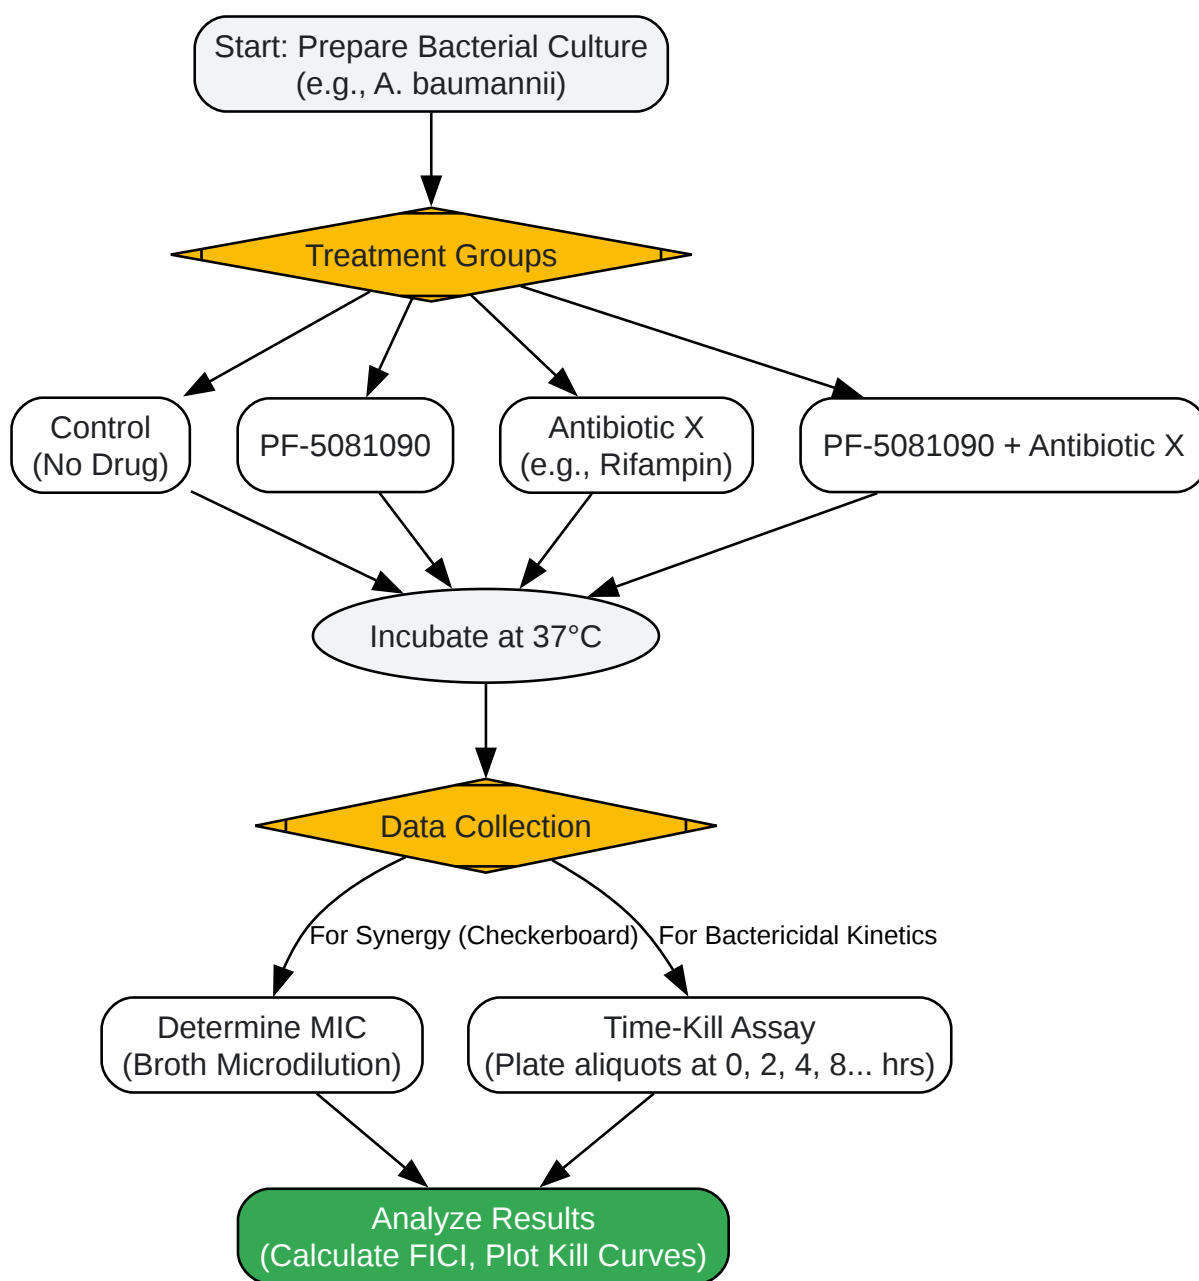 Start: Prepare Bacterial Culture
(e.g., A. baumannii)
Treatment Groups
Control
(No Drug)
PF-5081090
Antibiotic X
(e.g., Rifampin)
PF-5081090 + Antibiotic X
Incubate at 37°C
Data Collection
For Synergy (Checkerboard)
For Bactericidal Kinetics
Determine MIC
(Broth Microdilution)
Time-Kill Assay
(Plate aliquots at 0, 2, 4, 8... hrs)
Analyze Results
(Calculate FICI, Plot Kill Curves)